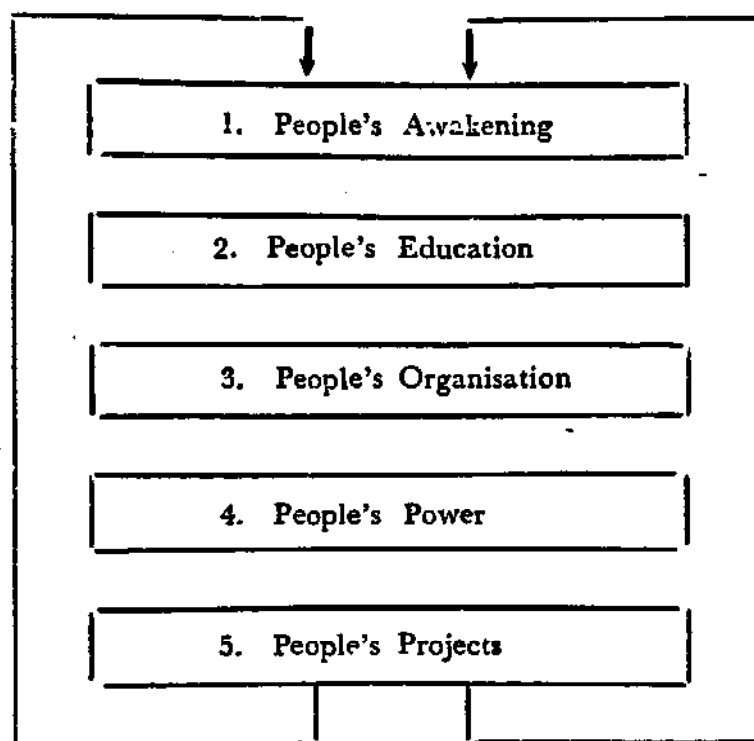 1. People's Awakening
2. People's Education
3. People's Organisation
4. People's Power
5. People's Projects